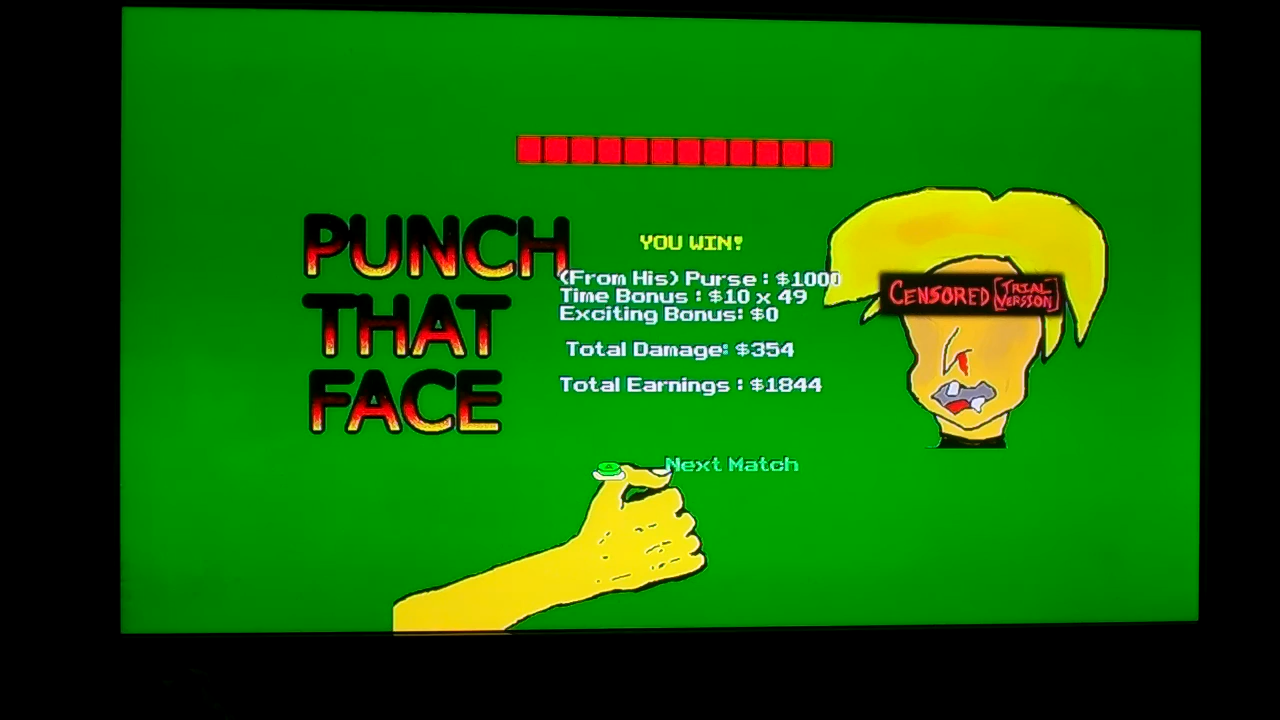 PUNCH
THAT
FACE
YOU WIN!
(From His) Purse : $1000
Time Bonus : $10 x 49
Exciting Bonus: $0
Total Damage: $354
Total Earnings : $1844
A Next Match
CENSORED [TRIAL
VERSION]